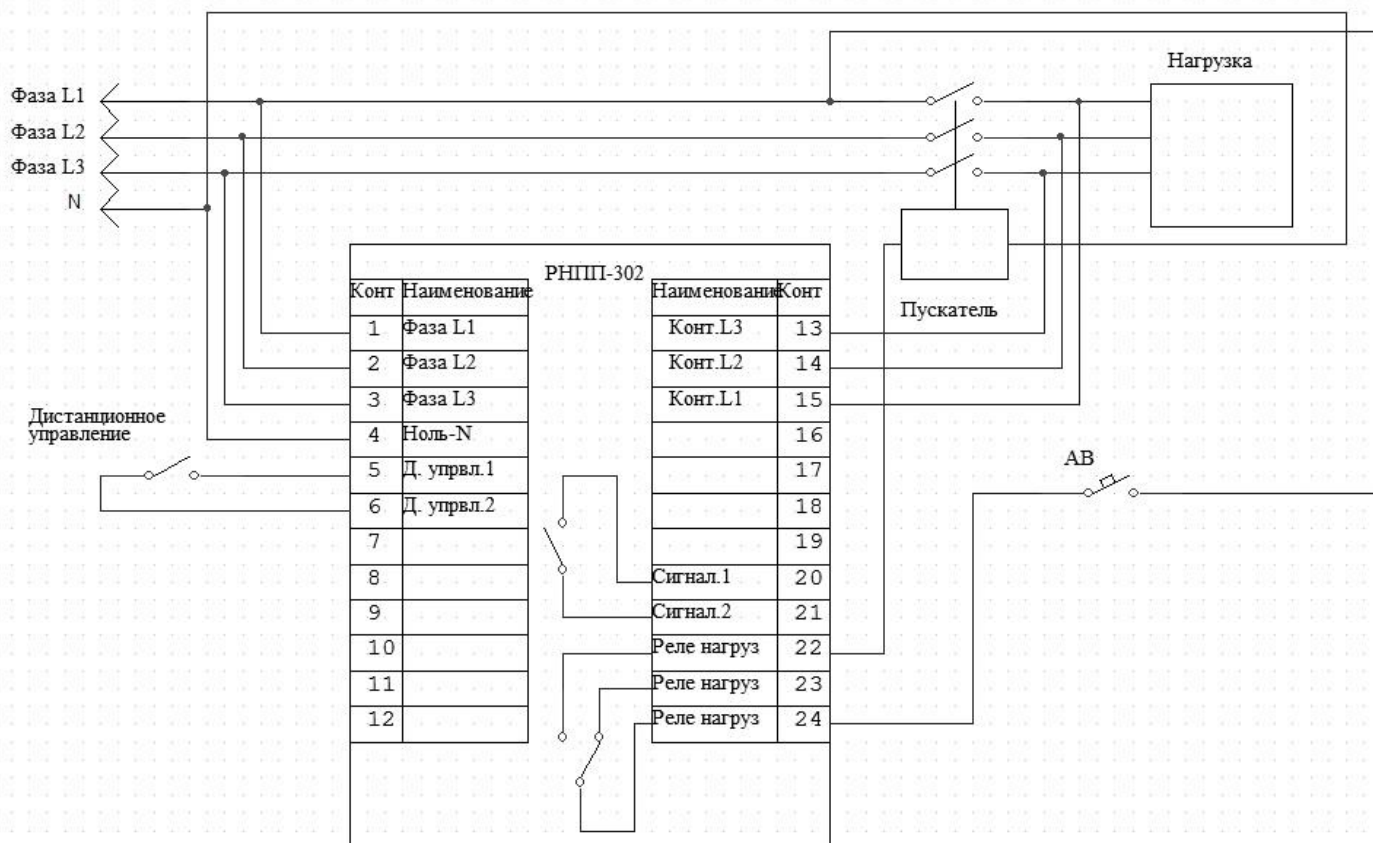 Нагрузка
Фаза L1
Фаза L2
Фаза L3
N
РНПП-302
Конт Наименование
Наименование Конт
Пускатель
1 Фаза L1
Конт.L3 13
2 Фаза L2
Конт.L2 14
3 Фаза L3
Конт.L1 15
Дистанционное
управление
4 Ноль-N
16
АВ
5 Д. упрвл.1
17
6 Д. упрвл.2
18
7
19
8
Сигнал.1 20
9
Сигнал.2 21
10
Реле нагруз 22
11
Реле нагруз 23
12
Реле нагруз 24